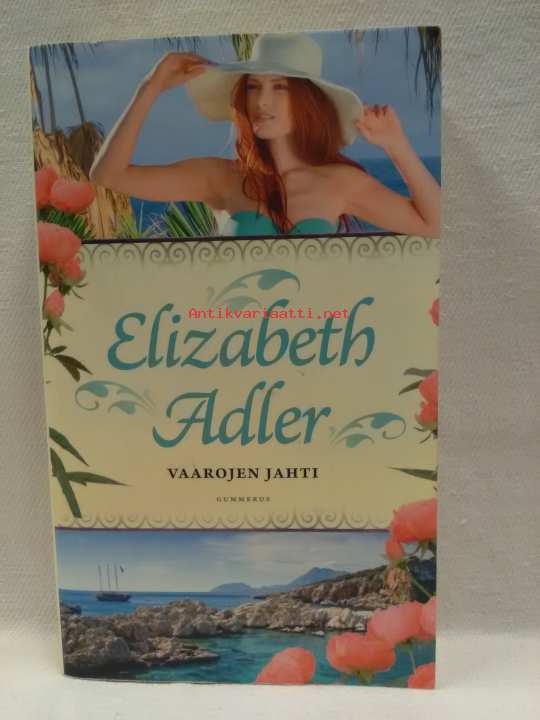 Antikvariaatti.net
Elizabeth
Adler
VAAROJEN JAHTI
GUMMERUS